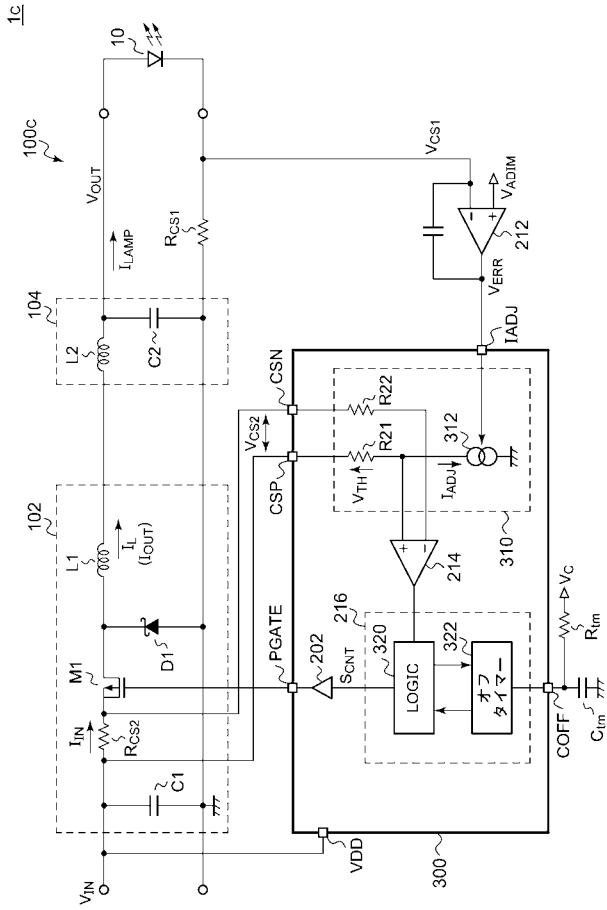 1c
100c
10
VOUT
ILAMP
RCS1
VCS1
VADIM
212
VERR
IADJ
104
L2
C2
CSN
R22
VCS2
CSP
R21
VTH
IADJ
312
310
102
L1
IL
(IOUT)
D1
M1
IIN
RCS2
C1
VIN
PGATE
202
SCNT
214
216
320
LOGIC
322
オフ
タイマー
VC
Rtm
COFF
Ctm
VDD
300